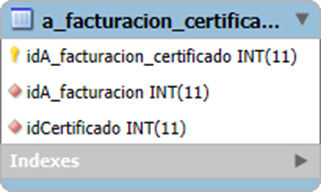 a_facturacion_certifica...
idA_facturacion_certificado INT(11)
idA_facturacion INT(11)
idCertificado INT(11)
Indexes